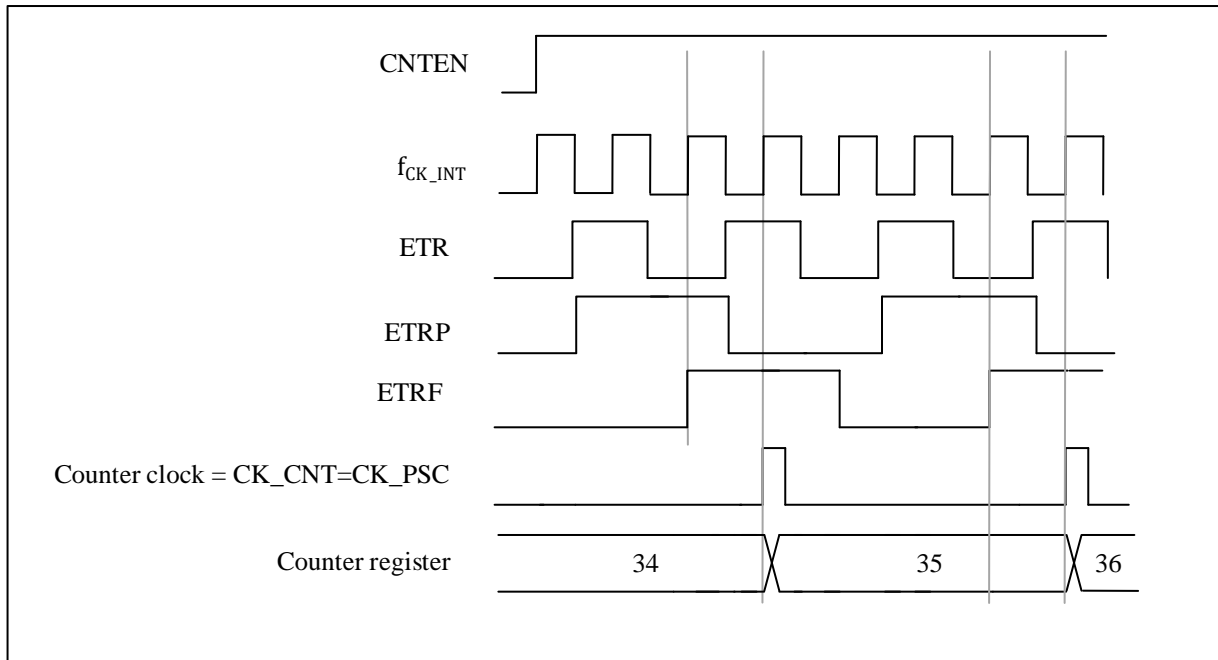 CNTEN
fCK_INT
ETR
ETRP
ETRF
Counter clock = CK_CNT=CK_PSC
Counter register 34 35 36